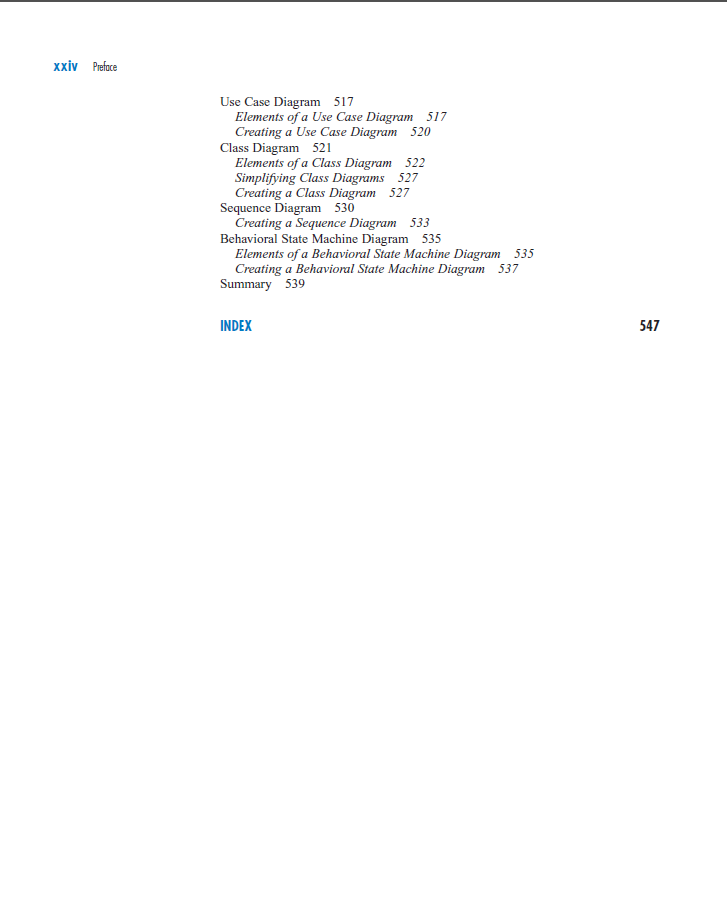 xxiv Preface
Use Case Diagram 517
Elements of a Use Case Diagram 517
Creating a Use Case Diagram 520
Class Diagram 521
Elements of a Class Diagram 522
Simplifying Class Diagrams 527
Creating a Class Diagram 527
Sequence Diagram 530
Creating a Sequence Diagram 533
Behavioral State Machine Diagram 535
Elements of a Behavioral State Machine Diagram 535
Creating a Behavioral State Machine Diagram 537
Summary 539
INDEX 547